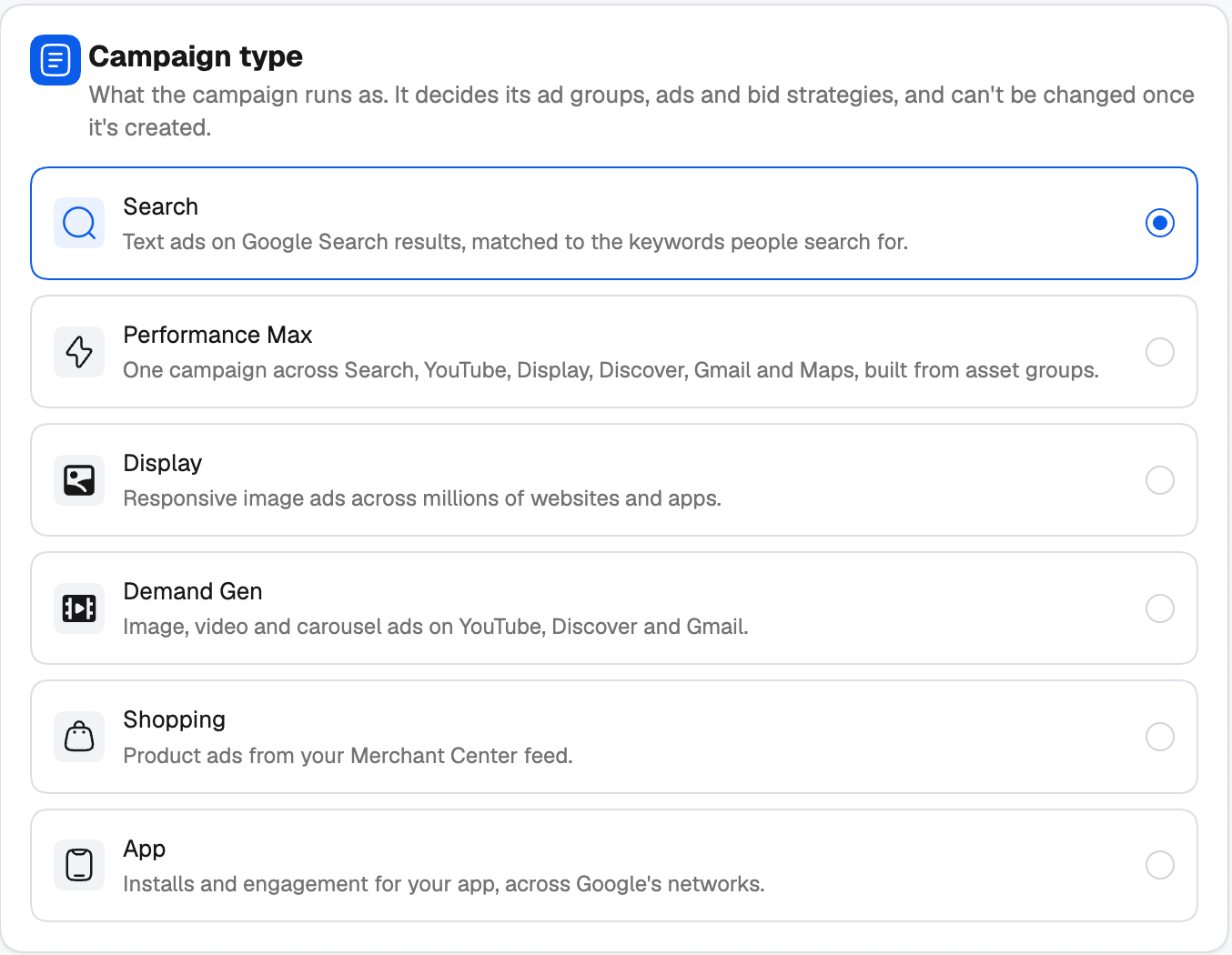 Campaign type
What the campaign runs as. It decides its ad groups, ads and bid strategies, and can't be changed once
it's created.
Search
Text ads on Google Search results, matched to the keywords people search for.
Performance Max
One campaign across Search, YouTube, Display, Discover, Gmail and Maps, built from asset groups.
Display
Responsive image ads across millions of websites and apps.
Demand Gen
Image, video and carousel ads on YouTube, Discover and Gmail.
Shopping
Product ads from your Merchant Center feed.
App
Installs and engagement for your app, across Google's networks.